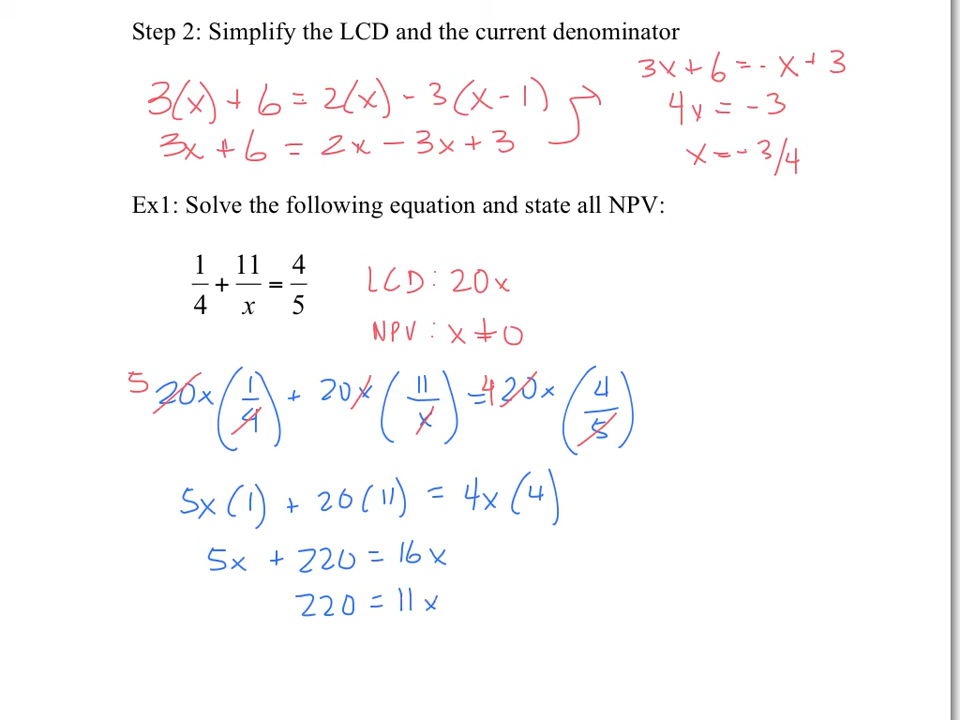 Step 2: Simplify the LCD and the current denominator
3(x) + 6 = 2(x) - 3(x - 1)
3x + 6 = 2x - 3x + 3
3x + 6 = - x + 3
4x = - 3
x = - 3/4
Ex1: Solve the following equation and state all NPV:
1/4 + 11/x = 4/5
LCD: 20x
NPV: x ≠ 0
5 20x (1/4) + 20x (11/x) = 4 20x (4/5)
5x (1) + 20 (11) = 4x (4)
5x + 220 = 16x
220 = 11x